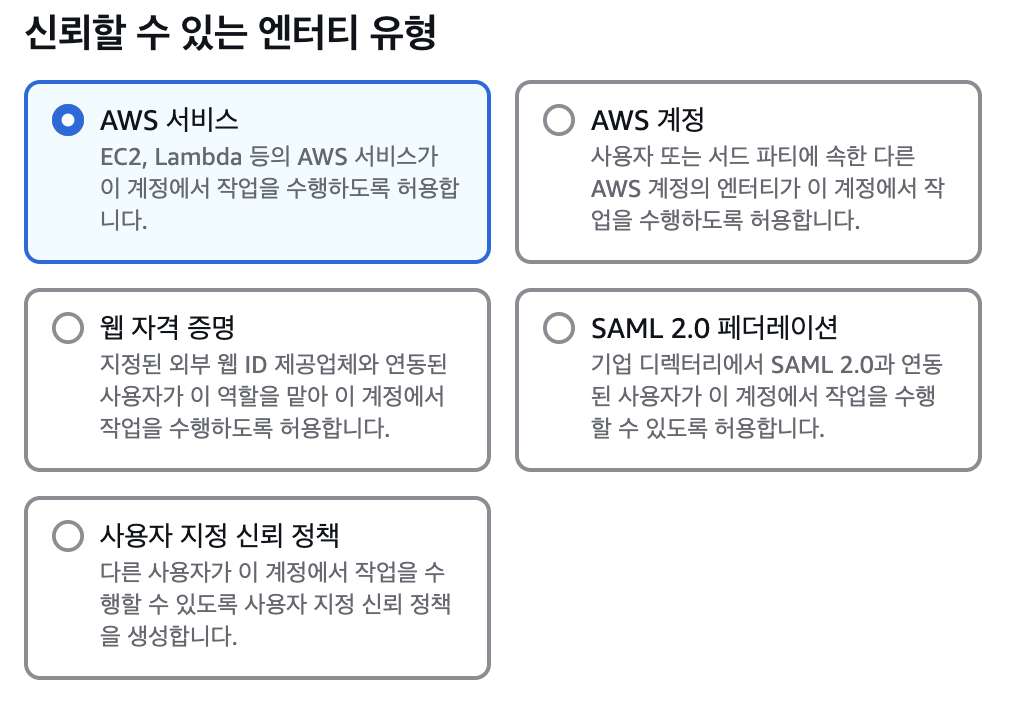 신뢰할 수 있는 엔터티 유형
AWS 서비스
EC2, Lambda 등의 AWS 서비스가
이 계정에서 작업을 수행하도록 허용합
니다.
AWS 계정
사용자 또는 서드 파티에 속한 다른
AWS 계정의 엔터티가 이 계정에서 작
업을 수행하도록 허용합니다.
웹 자격 증명
지정된 외부 웹 ID 제공업체와 연동된
사용자가 이 역할을 맡아 이 계정에서
작업을 수행하도록 허용합니다.
SAML 2.0 페더레이션
기업 디렉터리에서 SAML 2.0과 연동
된 사용자가 이 계정에서 작업을 수행
할 수 있도록 허용합니다.
사용자 지정 신뢰 정책
다른 사용자가 이 계정에서 작업을 수
행할 수 있도록 사용자 지정 신뢰 정책
을 생성합니다.